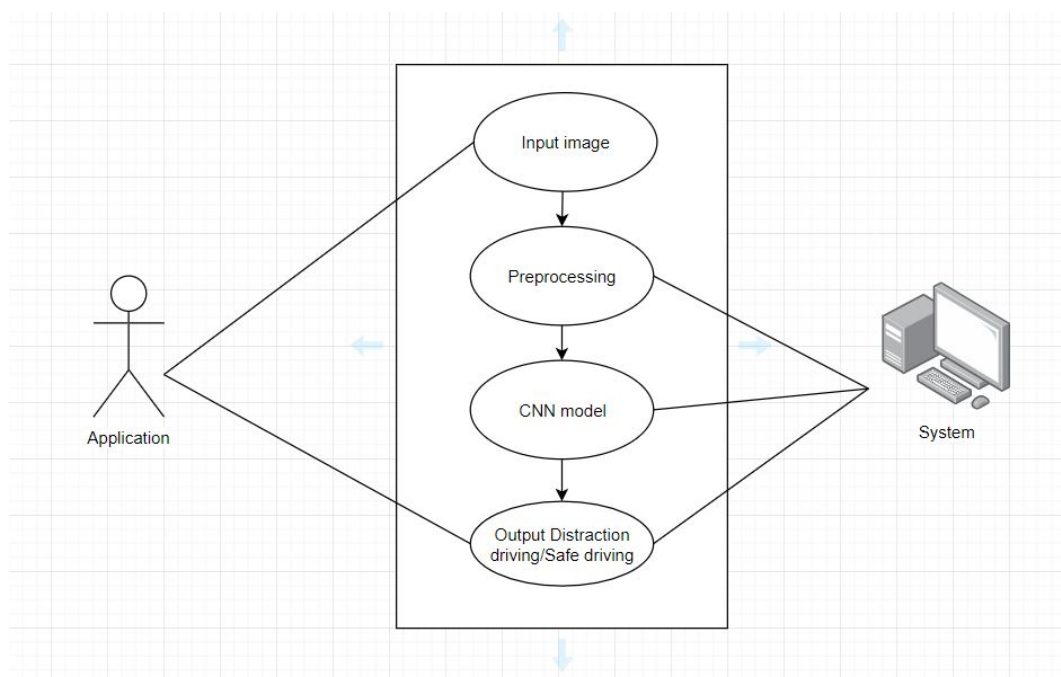 Input image
Preprocessing
Application
CNN model
System
Output Distraction
driving/Safe driving